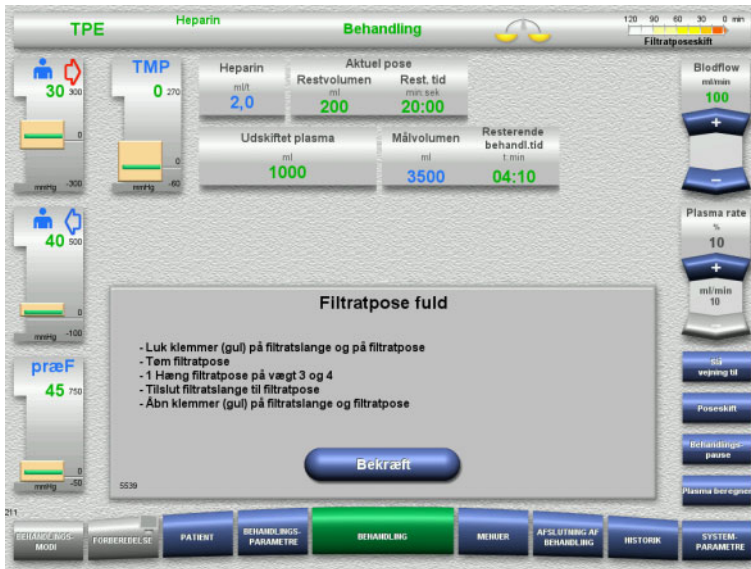 TPE
Heparin
Behandling
120 90 60 30 0 min
Filtratposeskift
30 300
0
mmHg -300
TMP
0 270
0
mmHg -60
Heparin
ml/t
2,0
Aktuel pose
Restvolumen Rest. tid
ml min:sek
200 20:00
Udskiftet plasma
ml
1000
Målvolumen Resterende
behandl.tid
ml t:min
3500 04:10
Blodflow
ml/min
100
+
−
40 500
0
mmHg -100
Plasma rate
%
10
+
ml/min
10
−
præF
45 750
0
mmHg -50
Filtratpose fuld
- Luk klemmer (gul) på filtratslange og på filtratpose
- Tøm filtratpose
- 1 Hæng filtratpose på vægt 3 og 4
- Tilslut filtratslange til filtratpose
- Åbn klemmer (gul) på filtratslange og filtratpose
Bekræft
5539
Slå
vejning til
Poseskift
Behandlings-
pause
Plasma beregner
211
BEHANDLINGS-
MODI
FORBEREDELSE
PATIENT
BEHANDLINGS-
PARAMETRE
BEHANDLING
MENUER
AFSLUTNING AF
BEHANDLING
HISTORIK
SYSTEM-
PARAMETRE